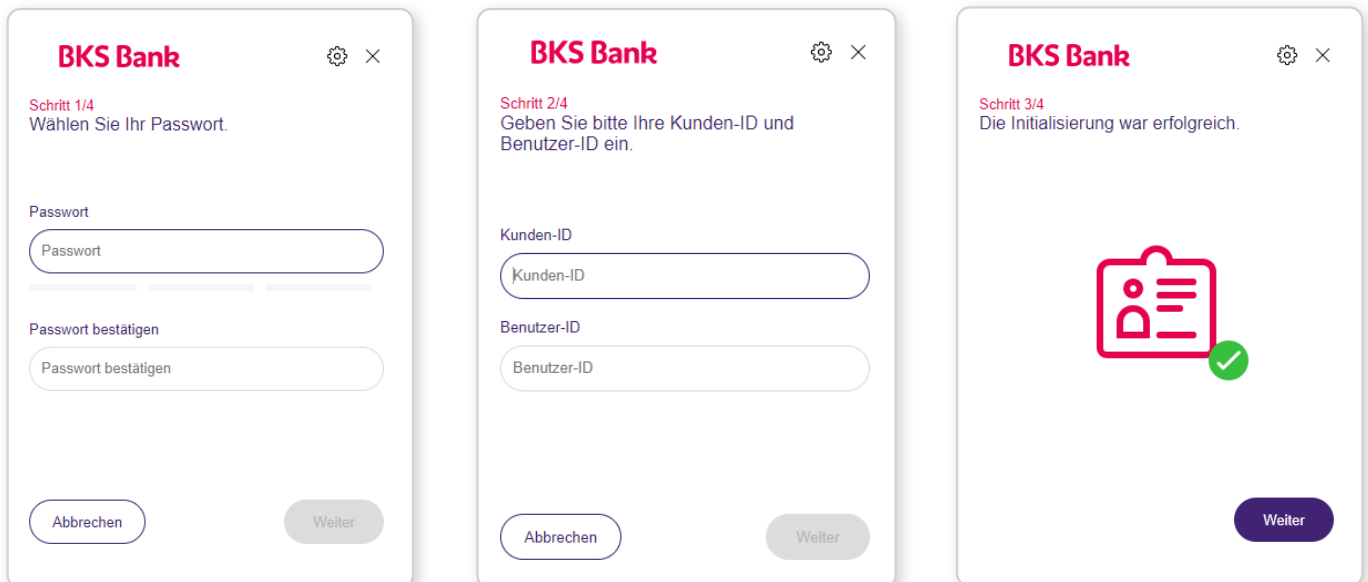 BKS Bank
Schritt 1/4
Wählen Sie Ihr Passwort.
Passwort
Passwort
Passwort bestätigen
Passwort bestätigen
Abbrechen
Weiter
BKS Bank
Schritt 2/4
Geben Sie bitte Ihre Kunden-ID und
Benutzer-ID ein.
Kunden-ID
Kunden-ID
Benutzer-ID
Benutzer-ID
Abbrechen
Weiter
BKS Bank
Schritt 3/4
Die Initialisierung war erfolgreich.
Weiter